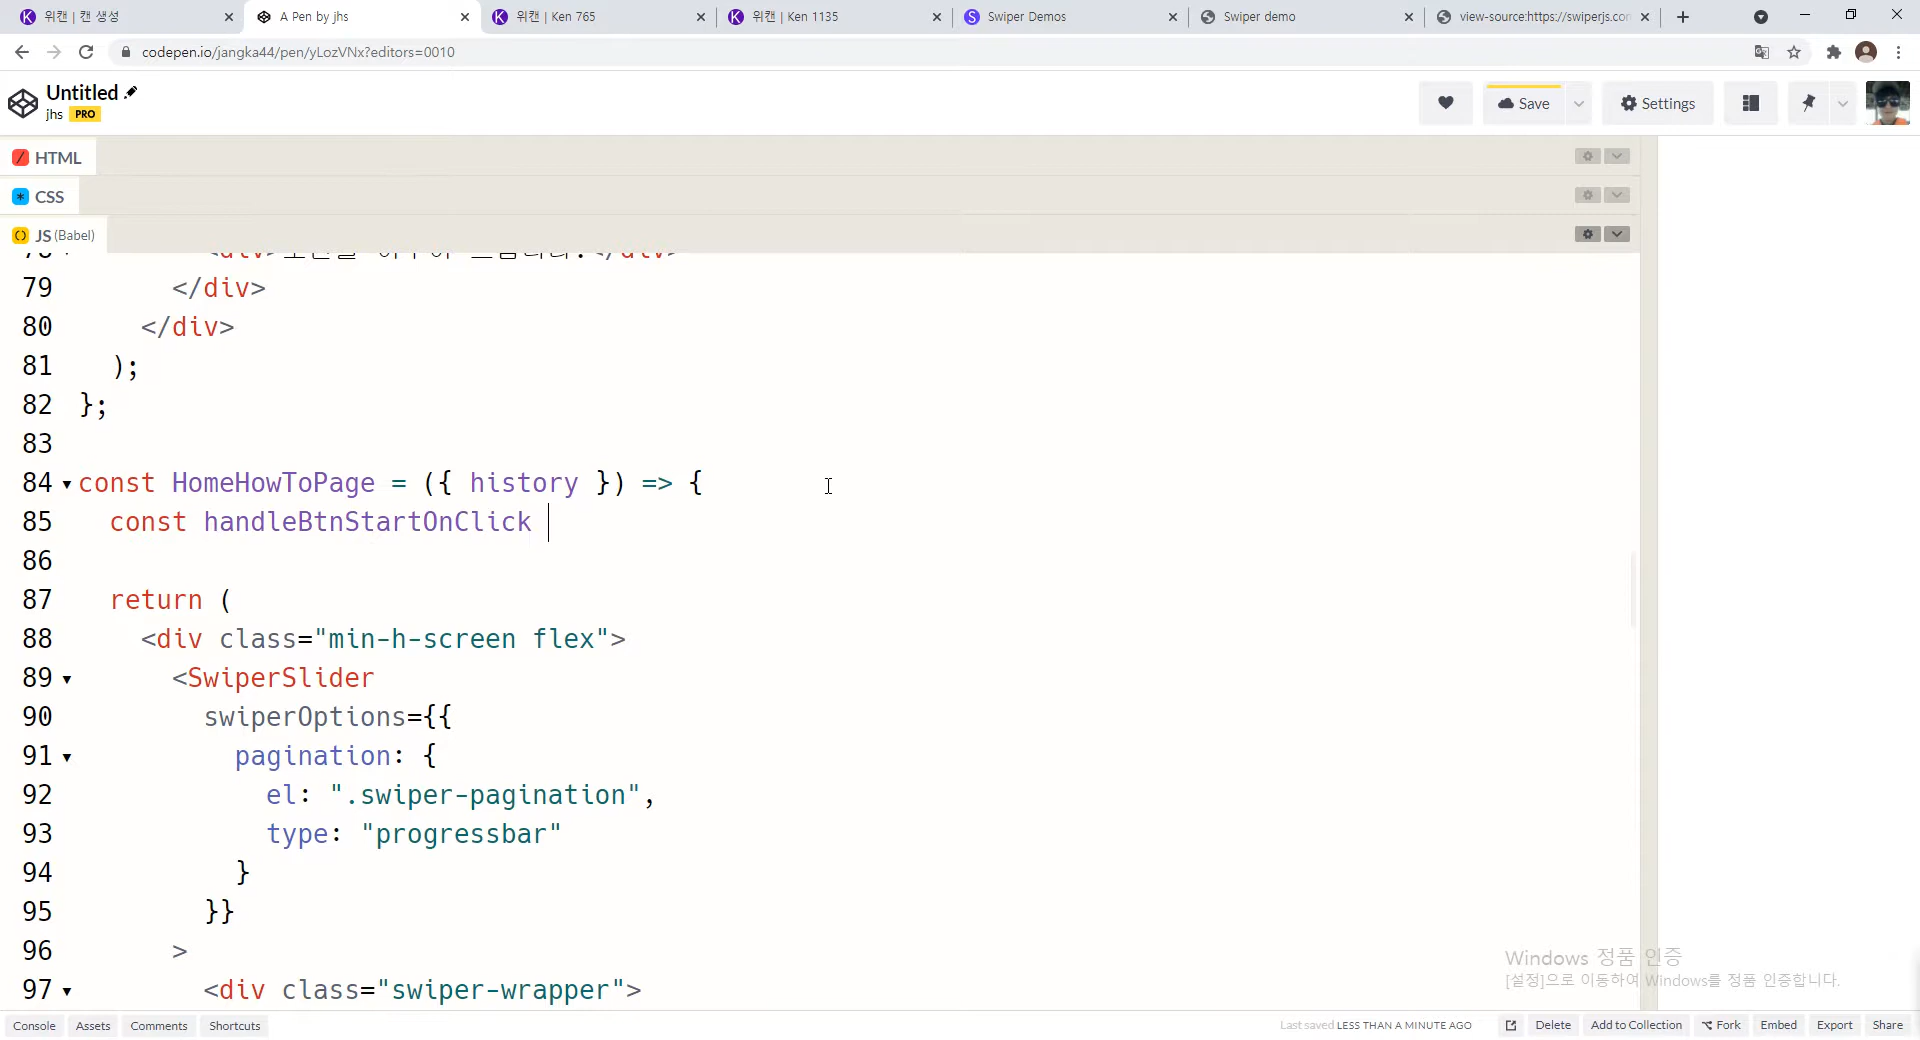 위캔 | 캔 생성
A Pen by jhs
위캔 | Ken 765
위캔 | Ken 1135
Swiper Demos
Swiper demo
view-source:https://swiperjs.co
codepen.io/jangka44/pen/yLozVNx?editors=0010
Untitled
jhs PRO
Save
Settings
HTML
CSS
JS (Babel)
79 </div>
80 </div>
81 );
82 };
83
84 const HomeHowToPage = ({ history }) => {
85 const handleBtnStartOnClick
86
87 return (
88 <div class="min-h-screen flex">
89 <SwiperSlider
90 swiperOptions={{
91 pagination: {
92 el: ".swiper-pagination",
93 type: "progressbar"
94 }
95 }}
96 >
97 <div class="swiper-wrapper">
Windows 정품 인증
[설정]으로 이동하여 Windows를 정품 인증합니다.
Console Assets Comments Shortcuts
Last saved LESS THAN A MINUTE AGO Delete Add to Collection Fork Embed Export Share